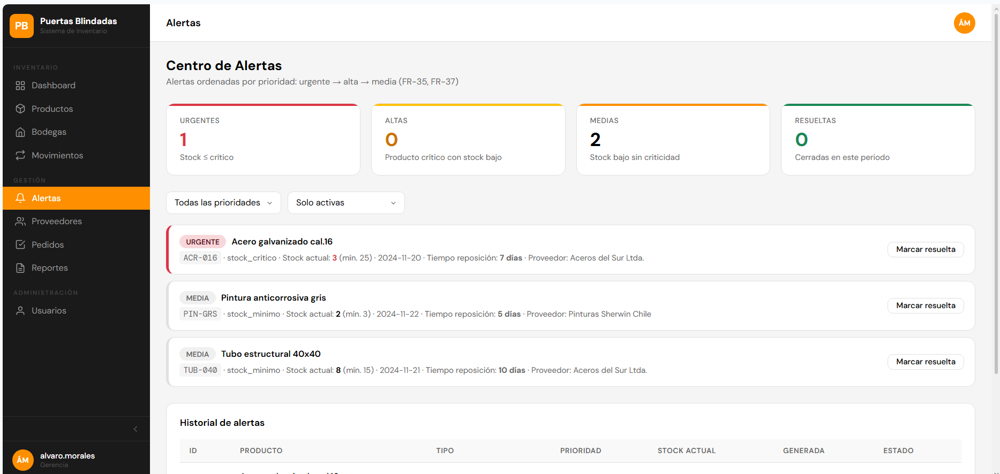 PB
Puertas Blindadas
Sistema de Inventario
INVENTARIO
Dashboard
Productos
Bodegas
Movimientos
GESTIÓN
Alertas
Proveedores
Pedidos
Reportes
ADMINISTRACIÓN
Usuarios
ÁM
alvaro.morales
Gerencia
Alertas
ÁM
Centro de Alertas
Alertas ordenadas por prioridad: urgente → alta → media (FR-35, FR-37)
URGENTES
1
Stock ≤ crítico
ALTAS
0
Producto crítico con stock bajo
MEDIAS
2
Stock bajo sin criticidad
RESUELTAS
0
Cerradas en este periodo
Todas las prioridades
Solo activas
URGENTE Acero galvanizado cal.16
ACR-016 · stock_critico · Stock actual: 3 (mín. 25) · 2024-11-20 · Tiempo reposición: 7 días · Proveedor: Aceros del Sur Ltda.
Marcar resuelta
MEDIA Pintura anticorrosiva gris
PIN-GRS · stock_minimo · Stock actual: 2 (mín. 3) · 2024-11-22 · Tiempo reposición: 5 días · Proveedor: Pinturas Sherwin Chile
Marcar resuelta
MEDIA Tubo estructural 40x40
TUB-040 · stock_minimo · Stock actual: 8 (mín. 15) · 2024-11-21 · Tiempo reposición: 10 días · Proveedor: Aceros del Sur Ltda.
Marcar resuelta
Historial de alertas
ID PRODUCTO TIPO PRIORIDAD STOCK ACTUAL GENERADA ESTADO